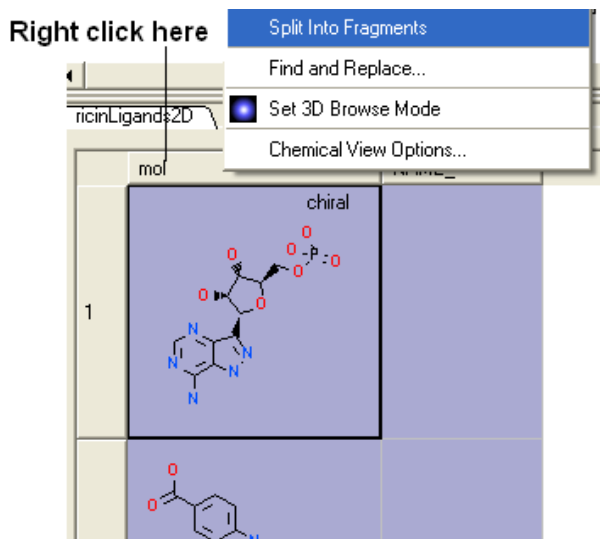 Right click here
Split Into Fragments
Find and Replace...
ricinLigands2D
Set 3D Browse Mode
Chemical View Options...
mol
NAME_
chiral
O
O
O
P
O
O
O
O
1
N
N
N
N
N
O
O
N